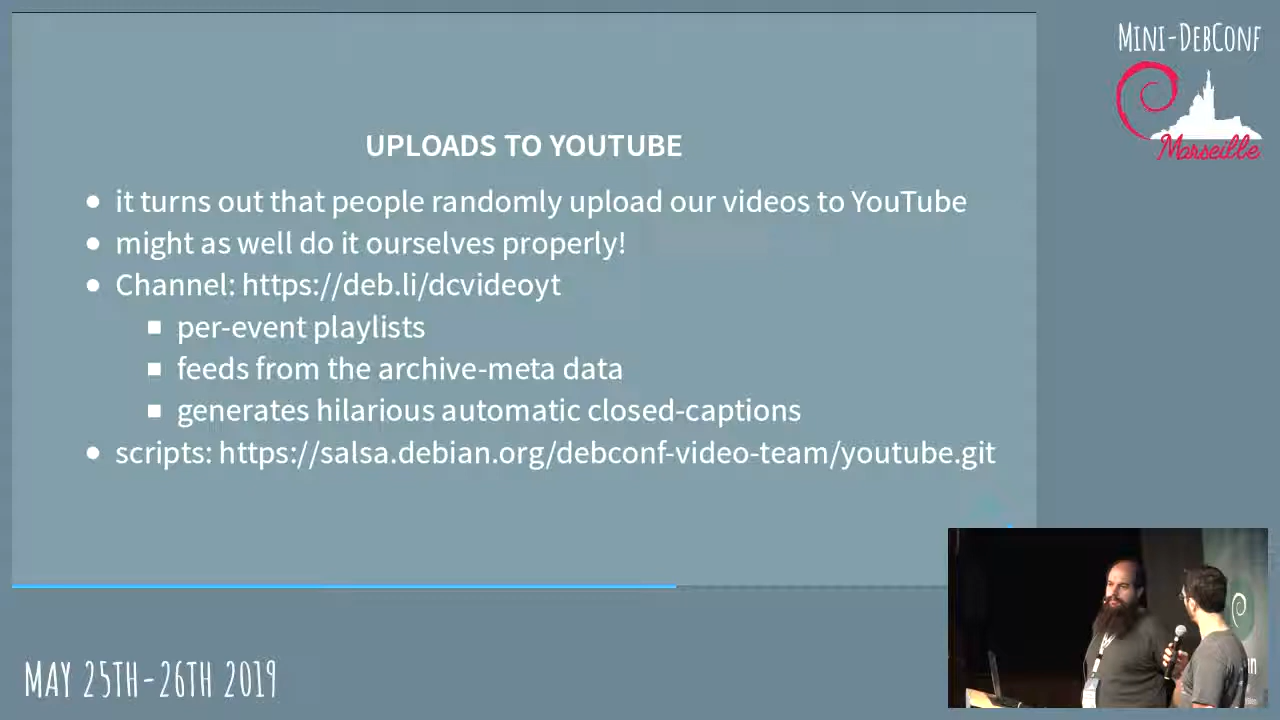 MINI-DEBCONF
Marseille
UPLOADS TO YOUTUBE
it turns out that people randomly upload our videos to YouTube
might as well do it ourselves properly!
Channel: https://deb.li/dcvideoyt
per-event playlists
feeds from the archive-meta data
generates hilarious automatic closed-captions
scripts: https://salsa.debian.org/debconf-video-team/youtube.git
MAY 25TH-26TH 2019